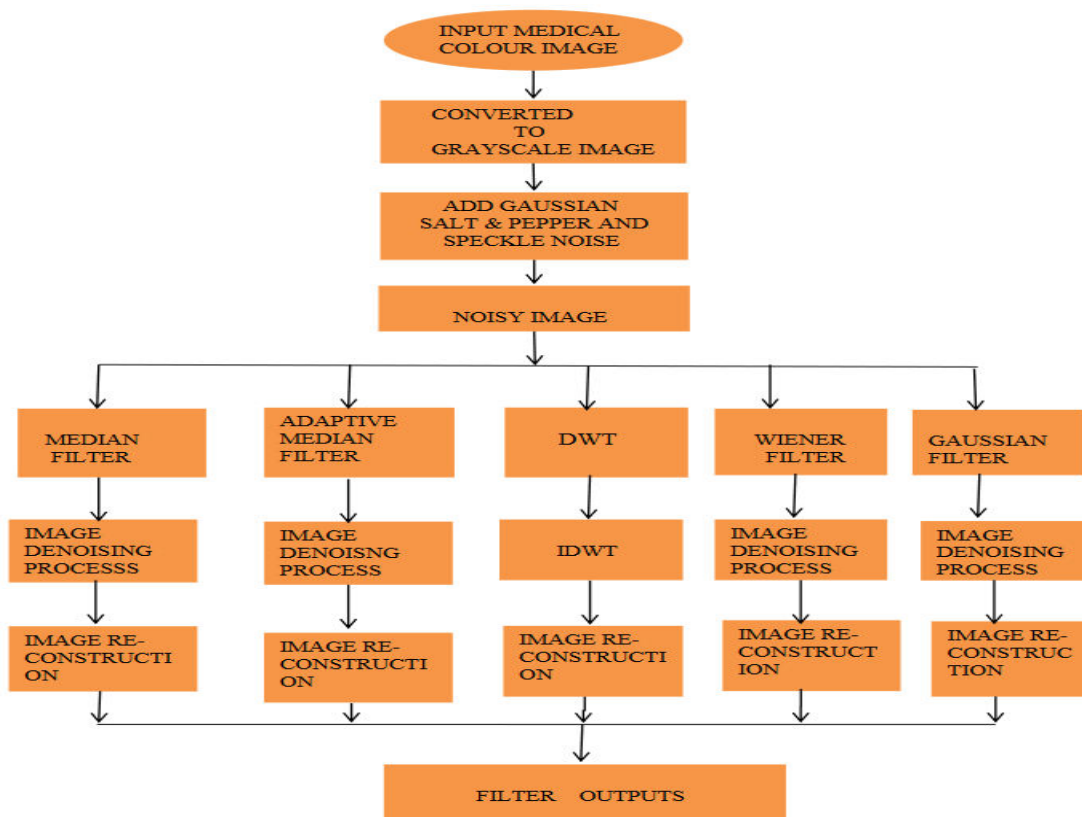 INPUT MEDICAL
COLOUR IMAGE
CONVERTED
TO
GRAYSCALE IMAGE
ADD GAUSSIAN
SALT & PEPPER AND
SPECKLE NOISE
NOISY IMAGE
MEDIAN
FILTER
ADAPTIVE
MEDIAN
FILTER
DWT
WIENER
FILTER
GAUSSIAN
FILTER
IMAGE
DENOISING
PROCESSS
IMAGE
DENOISNG
PROCESS
IDWT
IMAGE
DENOISING
PROCESS
IMAGE
DENOISING
PROCESS
IMAGE RE-
CONSTRUCTI
ON
IMAGE RE-
CONSTRUCTI
ON
IMAGE RE-
CONSTRUCTI
ON
IMAGE RE-
CONSTRUCT
ION
IMAGE RE-
CONSTRUC
TION
FILTER OUTPUTS